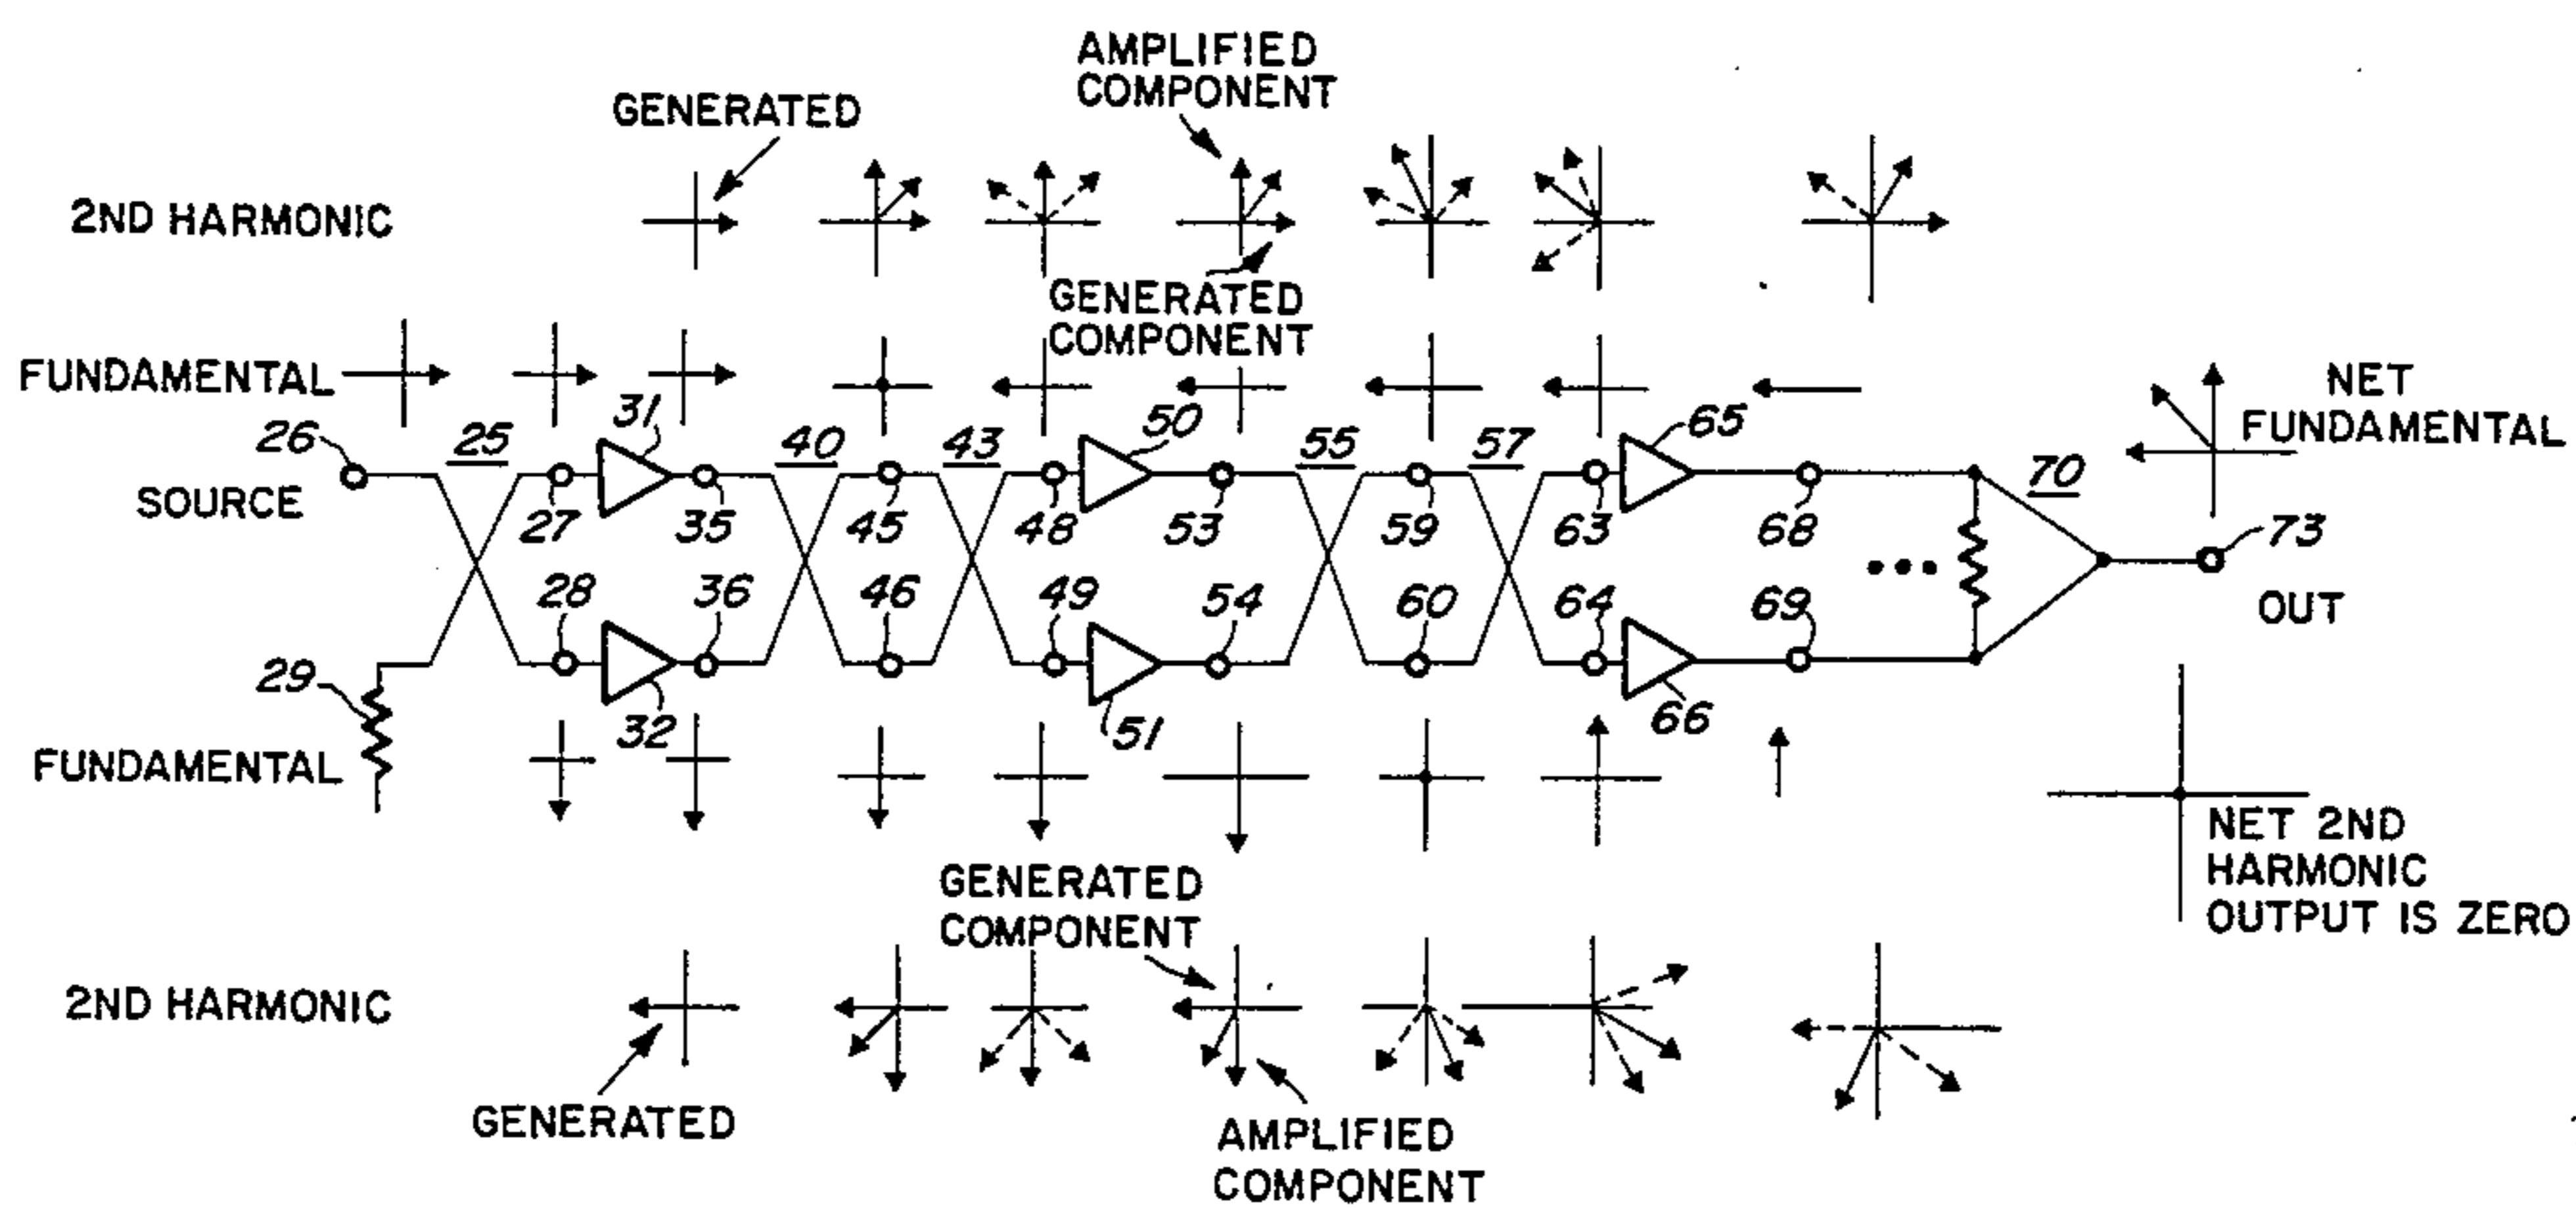 AMPLIFIED
COMPONENT
GENERATED
2ND HARMONIC
GENERATED
COMPONENT
FUNDAMENTAL
NET
FUNDAMENTAL
26 25 31 40 43 50 55 57 65 70
SOURCE
27 35 45 48 53 59 63 68 73
28 36 46 49 54 60 64 69
OUT
29 32 51 66
FUNDAMENTAL
NET 2ND
HARMONIC
OUTPUT IS ZERO
GENERATED
COMPONENT
2ND HARMONIC
GENERATED
AMPLIFIED
COMPONENT